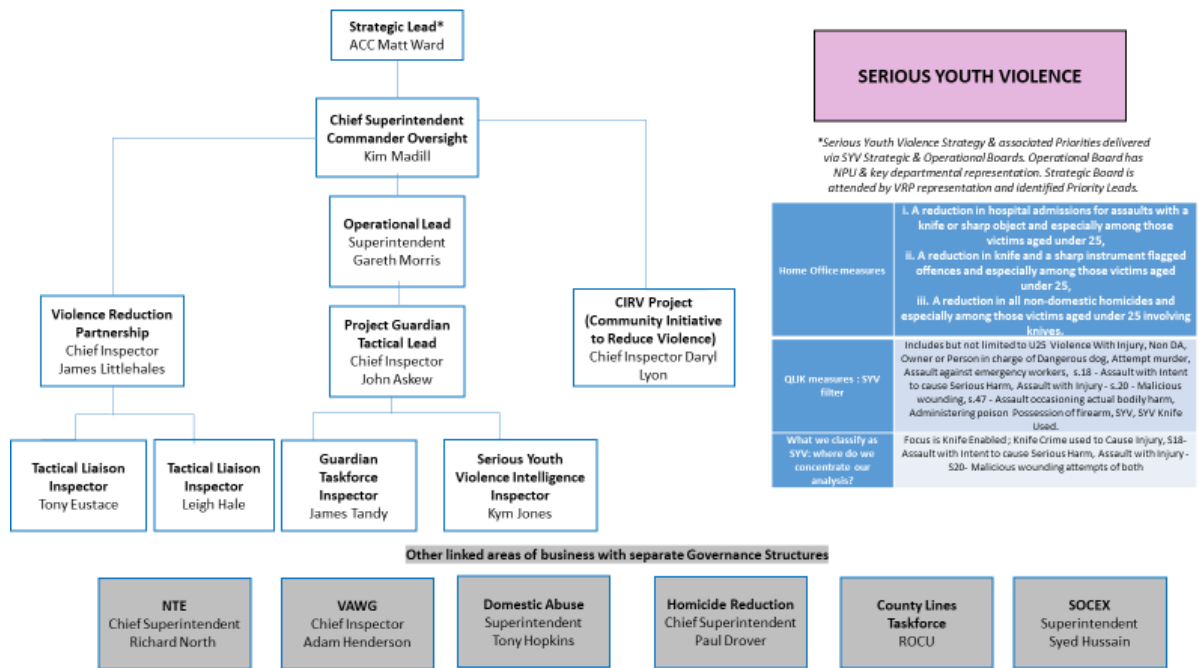 Strategic Lead*
ACC Matt Ward
Chief Superintendent
Commander Oversight
Kim Madill
Operational Lead
Superintendent
Gareth Morris
Violence Reduction
Partnership
Chief Inspector
James Littlehales
Project Guardian
Tactical Lead
Chief Inspector
John Askew
CIRV Project
(Community Initiative
to Reduce Violence)
Chief Inspector Daryl
Lyon
Tactical Liaison
Inspector
Tony Eustace
Tactical Liaison
Inspector
Leigh Hale
Guardian
Taskforce
Inspector
James Tandy
Serious Youth
Violence Intelligence
Inspector
Kym Jones
SERIOUS YOUTH VIOLENCE
*Serious Youth Violence Strategy & associated Priorities delivered
via SYV Strategic & Operational Boards. Operational Board has
NPU & key departmental representation. Strategic Board is
attended by VRP representation and identified Priority Leads.
Home Office measures
i. A reduction in hospital admissions for assaults with a
knife or sharp object and especially among those
victims aged under 25,
ii. A reduction in knife and a sharp instrument flagged
offences and especially among those victims aged
under 25,
iii. A reduction in all non-domestic homicides and
especially among those victims aged under 25 involving
knives.
QLIK measures : SYV
filter
Includes but not limited to U25 Violence With Injury, Non DA,
Owner or Person in charge of Dangerous dog, Attempt murder,
Assault against emergency workers, s.18 - Assault with Intent
to cause Serious Harm, Assault with Injury - s.20 - Malicious
wounding, s.47 - Assault occasioning actual bodily harm,
Administering poison Possession of firearm, SYV, SYV Knife
Used.
What we classify as
SYV: where do we
concentrate our
analysis?
Focus is Knife Enabled ; Knife Crime used to Cause Injury, S18-
Assault with Intent to cause Serious Harm, Assault with Injury -
S20- Malicious wounding attempts of both
Other linked areas of business with separate Governance Structures
NTE
Chief Superintendent
Richard North
VAWG
Chief Inspector
Adam Henderson
Domestic Abuse
Superintendent
Tony Hopkins
Homicide Reduction
Chief Superintendent
Paul Drover
County Lines
Taskforce
ROCU
SOCEX
Superintendent
Syed Hussain